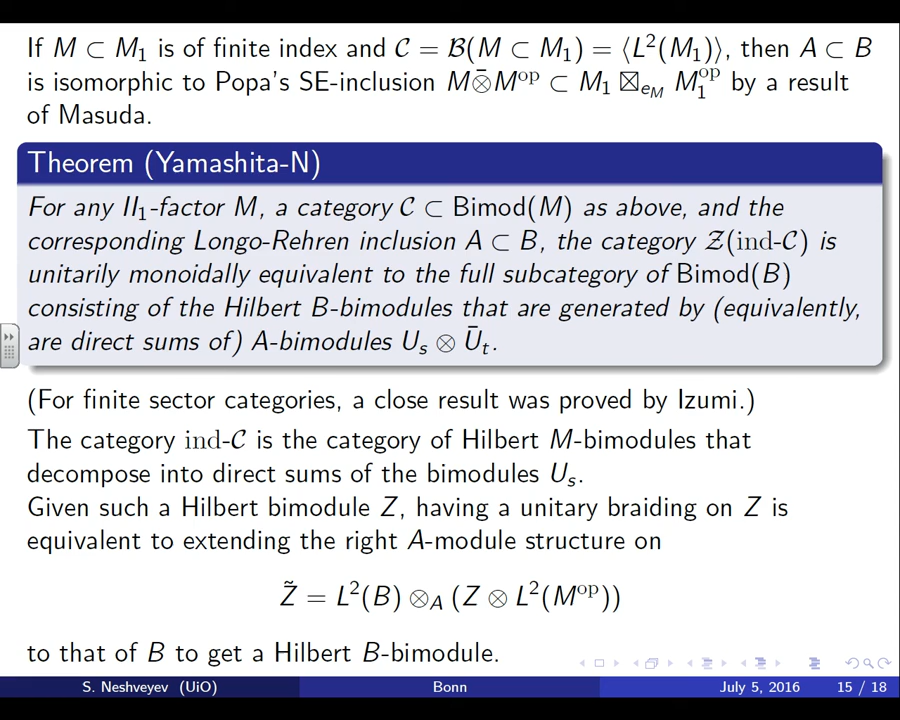 If M ⊂ M₁ is of finite index and 𝒞 = ℬ(M ⊂ M₁) = ⟨L²(M₁)⟩, then A ⊂ B
is isomorphic to Popa's SE-inclusion M⊗̄Mᵒᵖ ⊂ M₁ ⊠_{e_M} M₁ᵒᵖ by a result
of Masuda.
Theorem (Yamashita-N)
For any II₁-factor M, a category 𝒞 ⊂ Bimod(M) as above, and the
corresponding Longo-Rehren inclusion A ⊂ B, the category 𝒵(ind-𝒞) is
unitarily monoidally equivalent to the full subcategory of Bimod(B)
consisting of the Hilbert B-bimodules that are generated by (equivalently,
are direct sums of) A-bimodules U_s ⊗ Ū_t.
(For finite sector categories, a close result was proved by Izumi.)
The category ind-𝒞 is the category of Hilbert M-bimodules that
decompose into direct sums of the bimodules U_s.
Given such a Hilbert bimodule Z, having a unitary braiding on Z is
equivalent to extending the right A-module structure on
Z̃ = L²(B) ⊗_A (Z ⊗ L²(Mᵒᵖ))
to that of B to get a Hilbert B-bimodule.
S. Neshveyev (UiO) Bonn July 5, 2016 15 / 18